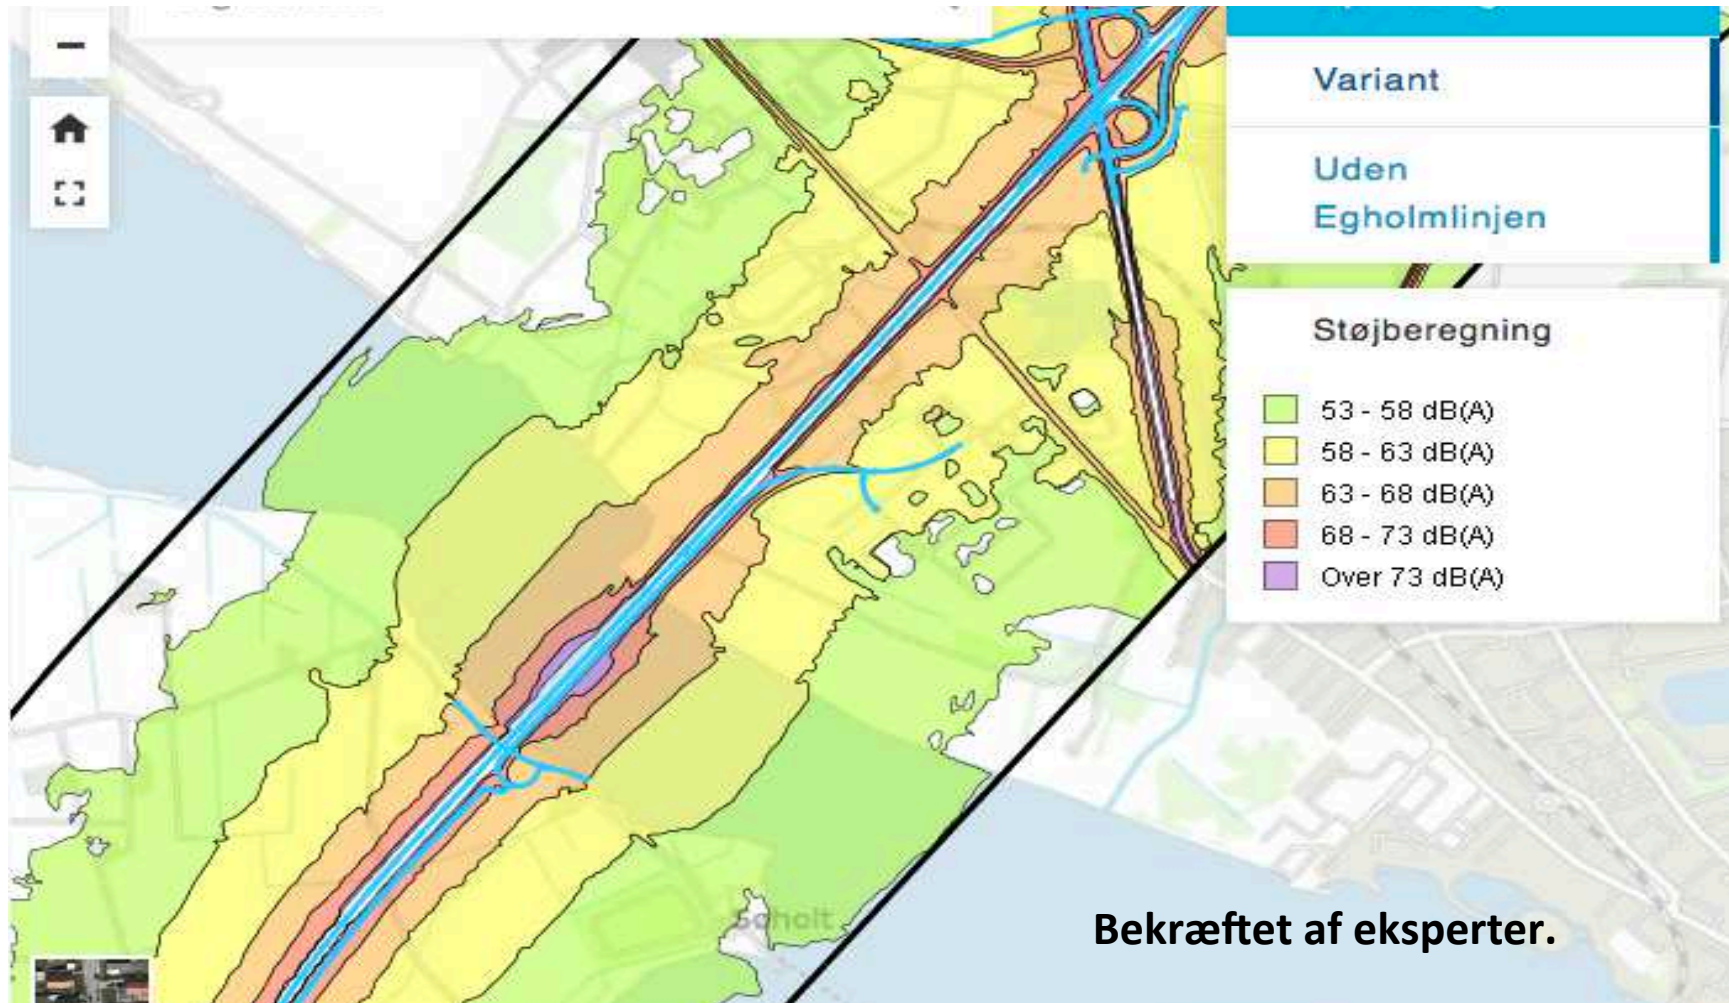 Variant
Uden
Egholmlinjen
Støjberegning
53 - 58 dB(A)
58 - 63 dB(A)
63 - 68 dB(A)
68 - 73 dB(A)
Over 73 dB(A)
Søholt
Bekræftet af eksperter.